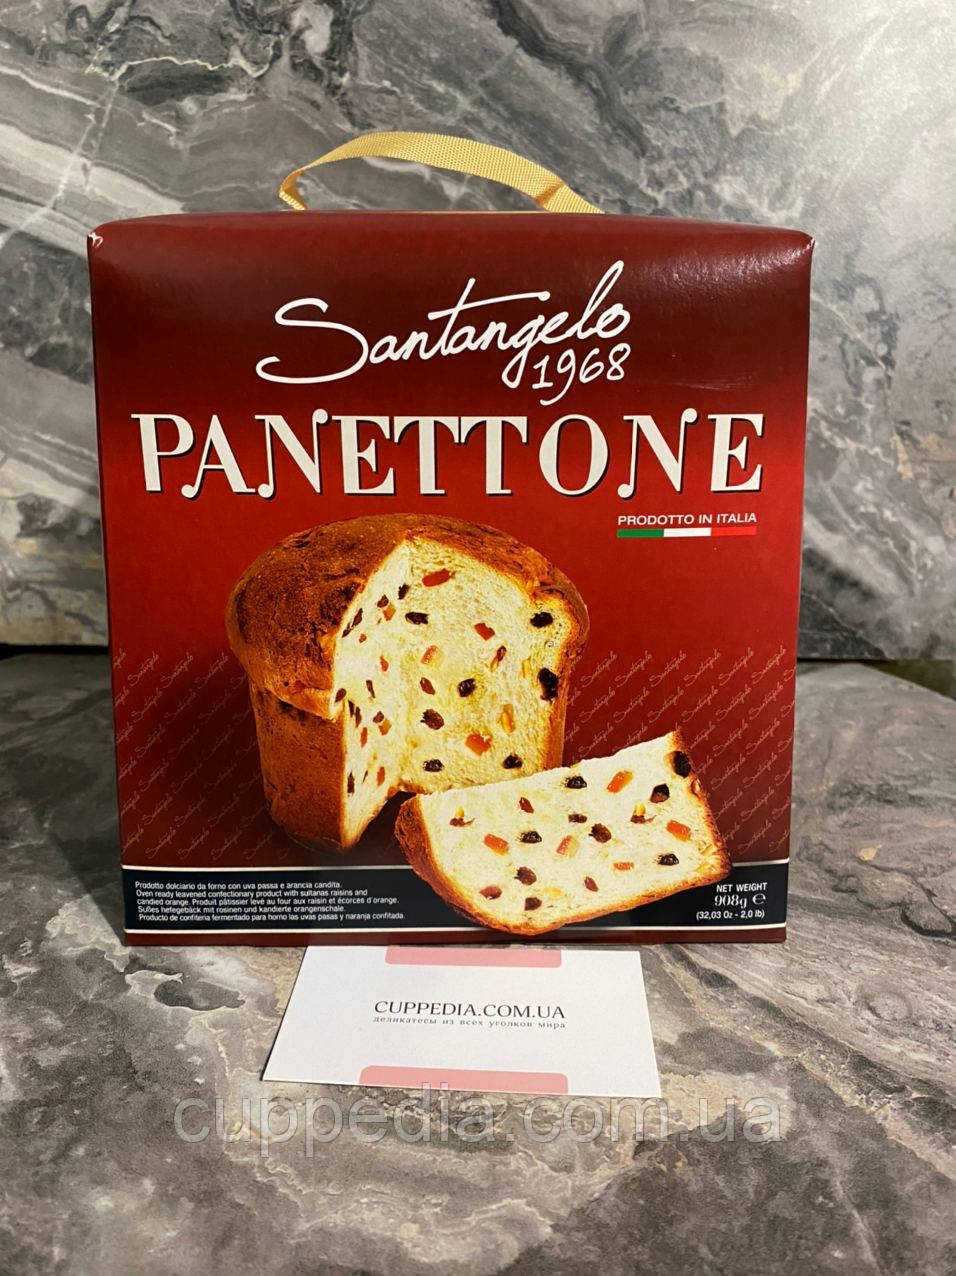 Santangelo
1968
PANETTONE
PRODOTTO IN ITALIA
Prodotto dolciario da forno con uva passa e arancia candita.
Oven ready leavened confectionery product with sultanas raisins and
candied orange. Produit pâtissier levé au four aux raisin et écorces d'orange.
Süßes hefegebäck mit rosinen und kandierte orangenschale.
Producto de confiteria fermentado para horno las uvas pasas y naranja confitada.
NET WEIGHT
908g ℮
(32,03 Oz - 2,0 lb)
CUPPEDIA.COM.UA
деликатесы из всех уголков мира
cuppedia.com.ua